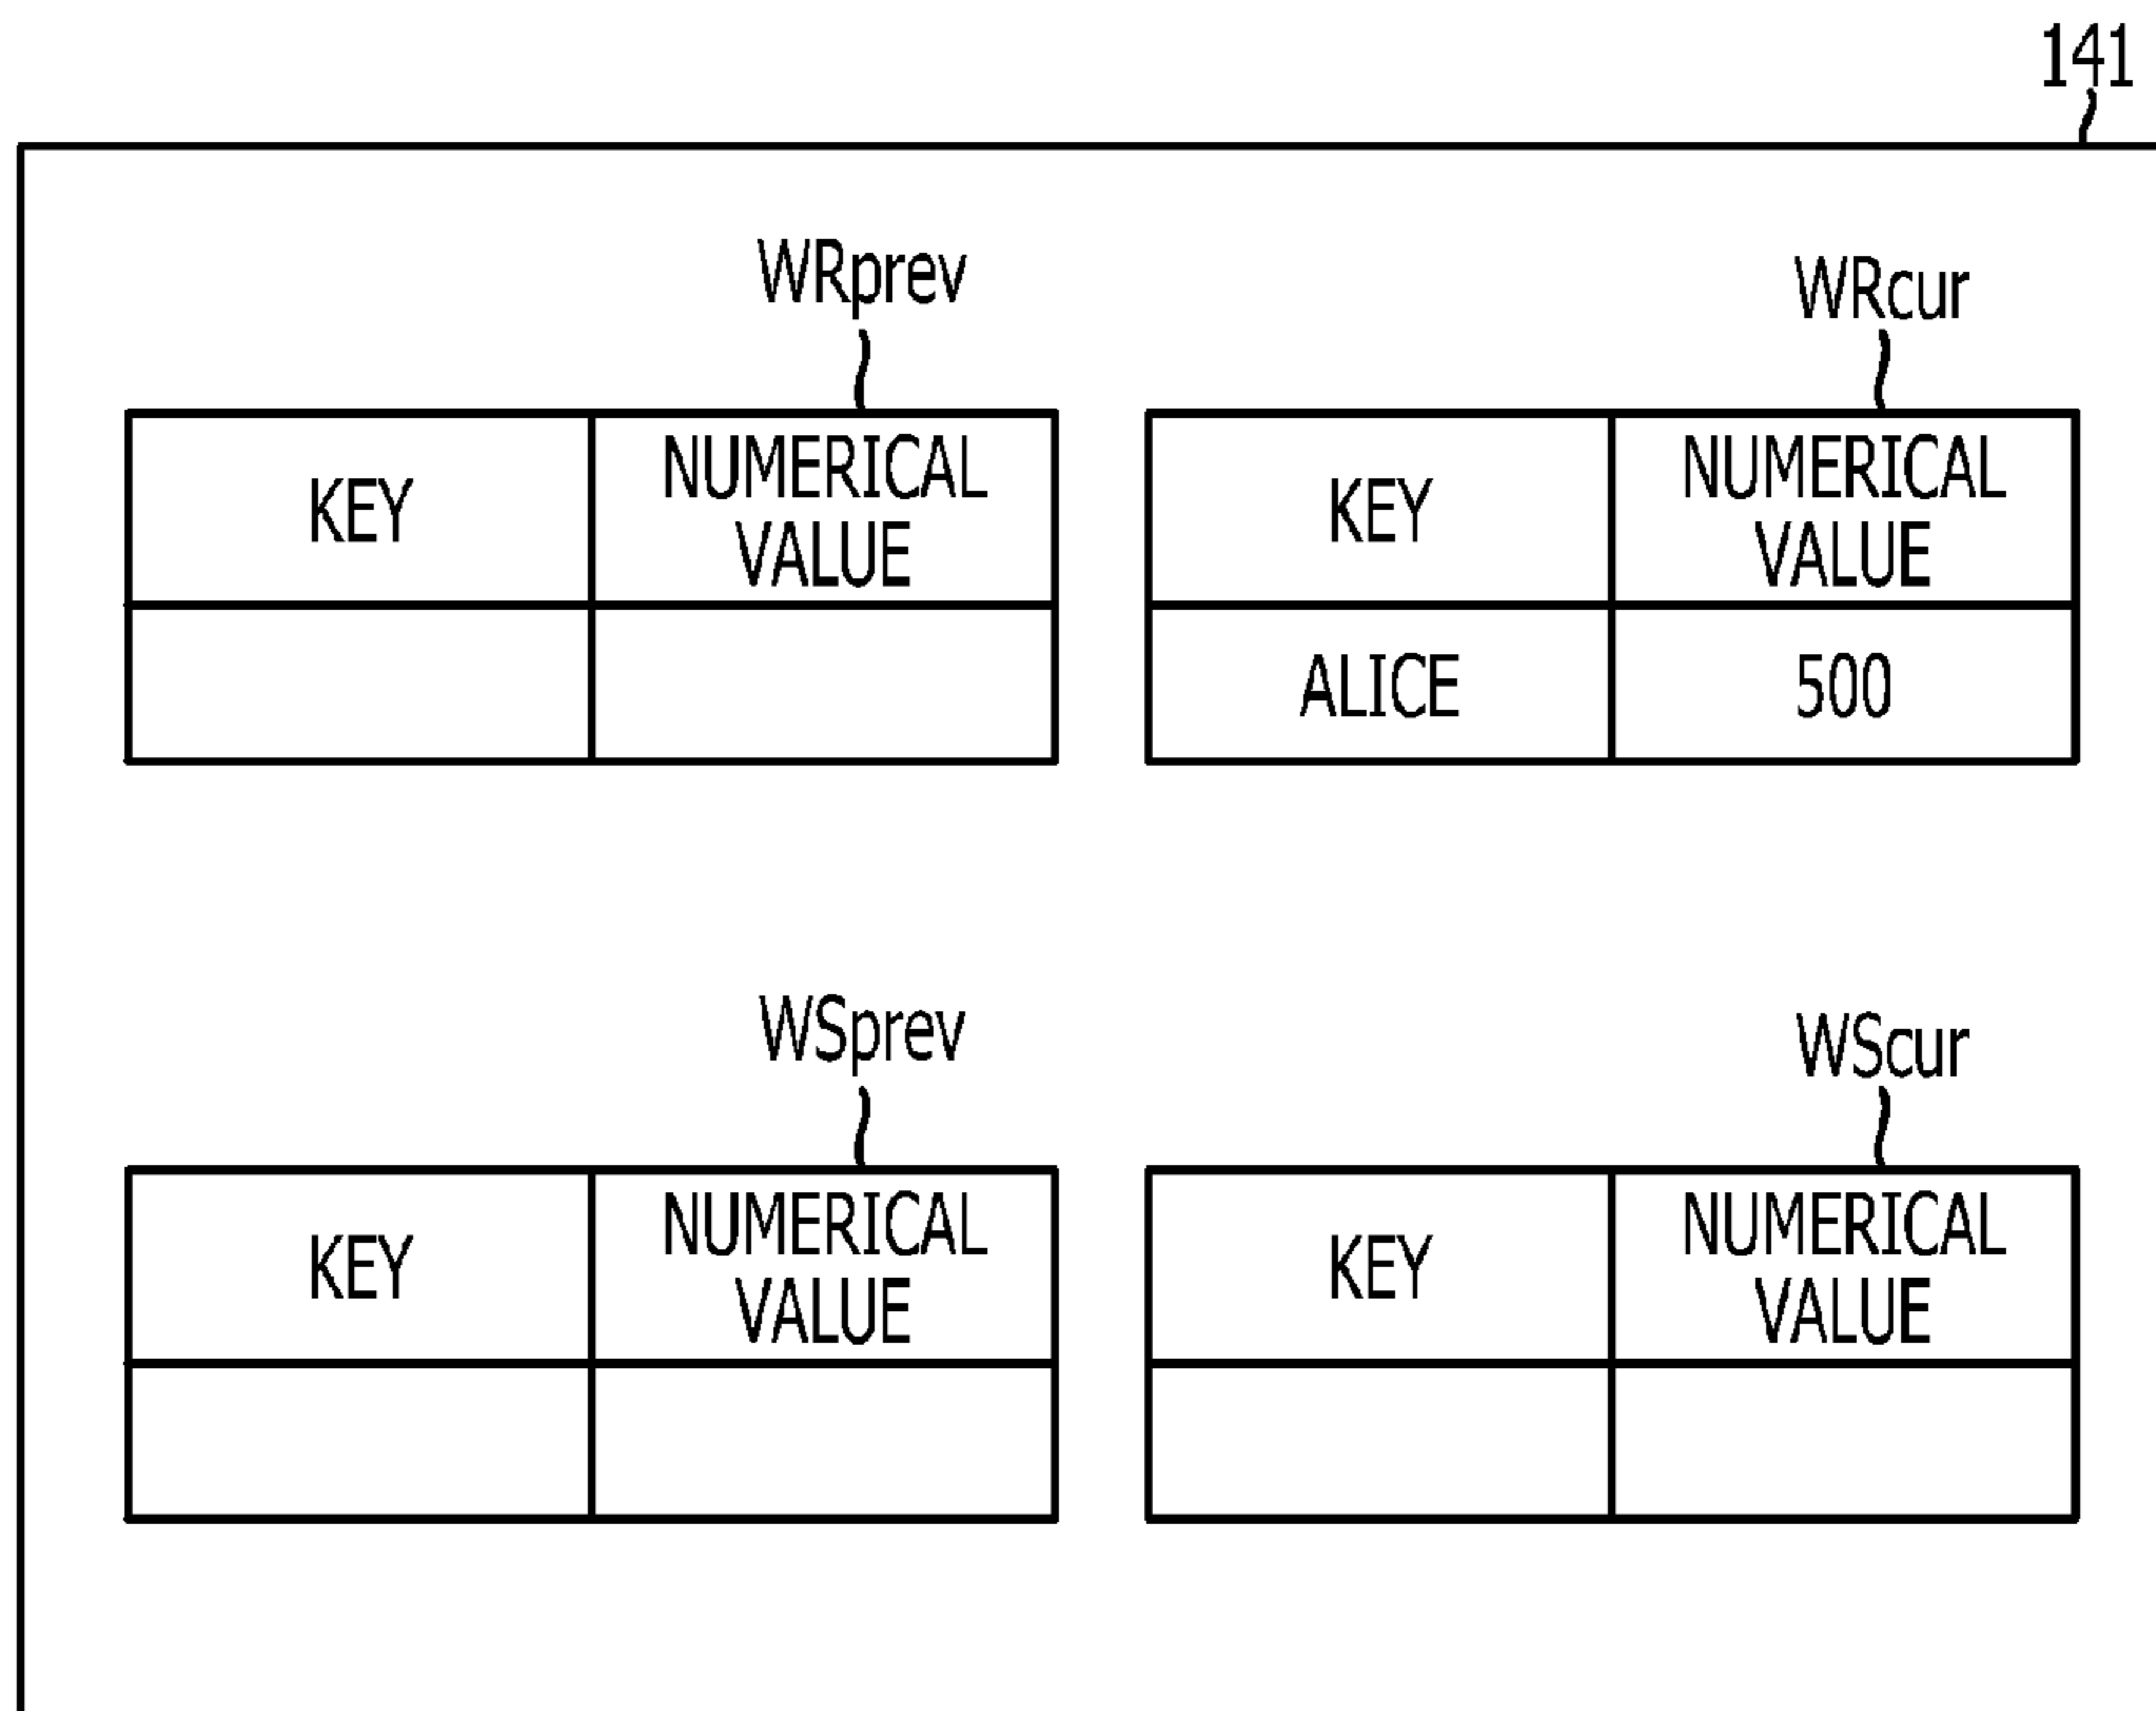 141
WRprev
WRcur
KEY
NUMERICAL
VALUE
KEY
NUMERICAL
VALUE
ALICE
500
WSprev
WScur
KEY
NUMERICAL
VALUE
KEY
NUMERICAL
VALUE